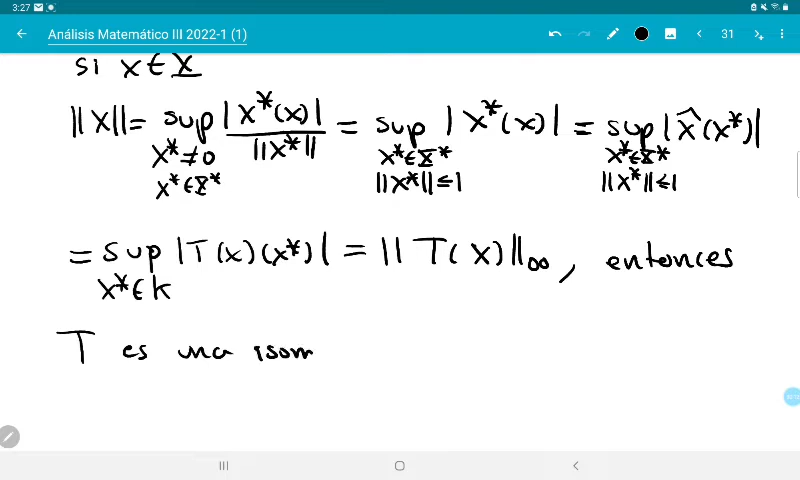 3:27
Análisis Matemático III 2022-1 (1)
31
si x ∈ X
||x|| = sup |x*(x)| / ||x*|| = sup |x*(x)| = sup |x̂(x*)|
x* ≠ 0 x* ∈ X* x* ∈ X*
x* ∈ X* ||x*|| ≤ 1 ||x*|| ≤ 1
= sup |T(x)(x*)| = ||T(x)||∞, entonces
x* ∈ k
T es una isom